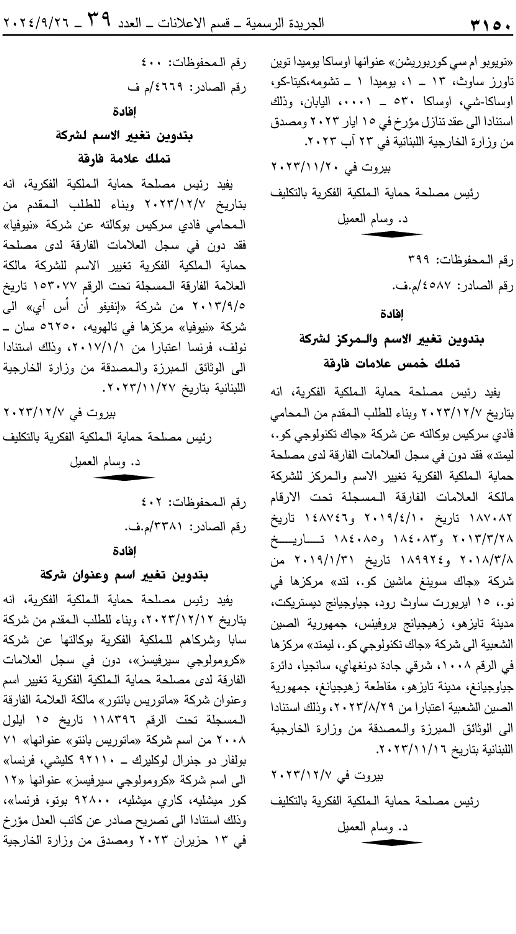 ٣١٥٠
الجريدة الرسمية ــ قسم الاعلانات ــ العدد ٣٩ ــ ٢٠٢٤/٩/٢٦
«نويوبو ام سي كوربوريشن» عنوانها اوساكا يوميدا توين
تاورز ساوث، ١٣ ــ ١، يوميدا ١ ــ تشومه،كيتا-كو،
اوساكا-شي، اوساكا ٥٣٠ ــ ٠٠٠١، اليابان، وذلك
استنادا الى عقد تنازل مؤرخ في ١٥ ايار ٢٠٢٣ ومصدق
من وزارة الخارجية اللبنانية في ٢٣ آب ٢٠٢٣.
بيروت في ٢٠٢٣/١١/٢٠
رئيس مصلحة حماية الملكية الفكرية بالتكليف
د. وسام العميل
رقم المحفوظات: ٣٩٩
رقم الصادر: ٤٥٨٧/م.ف.
إفادة
بتدوين تغيير الاسم والمركز لشركة
تملك خمس علامات فارقة
يفيد رئيس مصلحة حماية الملكية الفكرية، انه
بتاريخ ٢٠٢٣/١٢/٧ وبناء للطلب المقدم من المحامي
فادي سركيس بوكالته عن شركة «جاك تكنولوجي كو.،
ليمتد» فقد دون في سجل العلامات الفارقة لدى مصلحة
حماية الملكية الفكرية تغيير الاسم والمركز للشركة
مالكة العلامات الفارقة المسجلة تحت الارقام
١٨٧٠٨٢ تاريخ ٢٠١٩/٤/١٠ و١٤٨٧٤٦ تاريخ
٢٠١٣/٣/٢٨ و١٨٤٠٨٣ و١٨٤٠٨٥ تــاريــخ
٢٠١٨/٣/٨ و١٨٩٩٢٤ تاريخ ٢٠١٩/١/٣١ من
شركة «جاك سوينغ ماشين كو.، لتد» مركزها في
نو.، ١٥ ايربورت ساوث رود، جياوجيانج ديستريكت،
مدينة تايزهو، زهيجيانج بروفينس، جمهورية الصين
الشعبية الى شركة «جاك تكنولوجي كو.، ليمتد» مركزها
في الرقم ١٠٠٨، شرقي جادة دونغهاي، سانجيا، دائرة
جياوجيانغ، مدينة تايزهو، مقاطعة زهيجيانغ، جمهورية
الصين الشعبية اعتبارا من ٢٠٢٣/٨/٢٩، وذلك استنادا
الى الوثائق المبرزة والمصدقة من وزارة الخارجية
اللبنانية بتاريخ ٢٠٢٣/١١/١٦.
بيروت في ٢٠٢٣/١٢/٧
رئيس مصلحة حماية الملكية الفكرية بالتكليف
د. وسام العميل
رقم المحفوظات: ٤٠٠
رقم الصادر: ٤٦٦٩/م ف
إفادة
بتدوين تغيير الاسم لشركة
تملك علامة فارقة
يفيد رئيس مصلحة حماية الملكية الفكرية، انه
بتاريخ ٢٠٢٣/١٢/٧ وبناء للطلب المقدم من
المحامي فادي سركيس بوكالته عن شركة «نيوفيا»
فقد دون في سجل العلامات الفارقة لدى مصلحة
حماية الملكية الفكرية تغيير الاسم للشركة مالكة
العلامة الفارقة المسجلة تحت الرقم ١٥٣٠٧٧ تاريخ
٢٠١٣/٩/٥ من شركة «إنفيفو أن أس آي» الى
شركة «نيوفيا» مركزها في تالهويه، ٥٦٢٥٠ سان ــ
نولف، فرنسا اعتبارا من ٢٠١٧/١/١، وذلك استنادا
الى الوثائق المبرزة والمصدقة من وزارة الخارجية
اللبنانية بتاريخ ٢٠٢٣/١١/٢٧.
بيروت في ٢٠٢٣/١٢/٧
رئيس مصلحة حماية الملكية الفكرية بالتكليف
د. وسام العميل
رقم المحفوظات: ٤٠٢
رقم الصادر: ٣٣٨١/م.ف.
إفادة
بتدوين تغيير اسم وعنوان شركة
يفيد رئيس مصلحة حماية الملكية الفكرية، انه
بتاريخ ٢٠٢٣/١٢/١٢، وبناء للطلب المقدم من شركة
سابا وشركاهم للملكية الفكرية بوكالتها عن شركة
«كرومولوجي سيرفيسز»، دون في سجل العلامات
الفارقة لدى مصلحة حماية الملكية الفكرية تغيير اسم
وعنوان شركة «ماتوريس بانتور» مالكة العلامة الفارقة
المسجلة تحت الرقم ١١٨٣٩٦ تاريخ ١٥ ايلول
٢٠٠٨ من اسم شركة «ماتوريس بانتو» عنوانها» ٧١
بولفار دو جنرال لوكليرك ــ ٩٢١١٠ كليشي، فرنسا»
الى اسم شركة «كرومولوجي سيرفيسز» عنوانها «١٢
كور ميشليه، كاري ميشليه، ٩٢٨٠٠ بوتو، فرنسا»،
وذلك استنادا الى تصريح صادر عن كاتب العدل مؤرخ
في ١٣ حزيران ٢٠٢٣ ومصدق من وزارة الخارجية